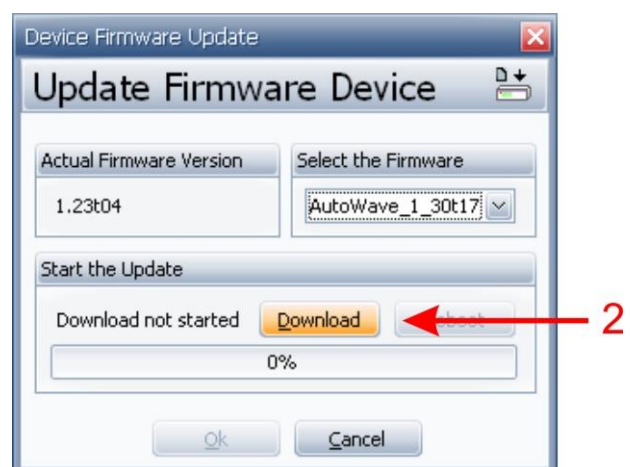 Device Firmware Update
Update Firmware Device
Actual Firmware Version
Select the Firmware
1.23t04
AutoWave_1_30t17
Start the Update
Download not started Download
2
0%
Ok Cancel